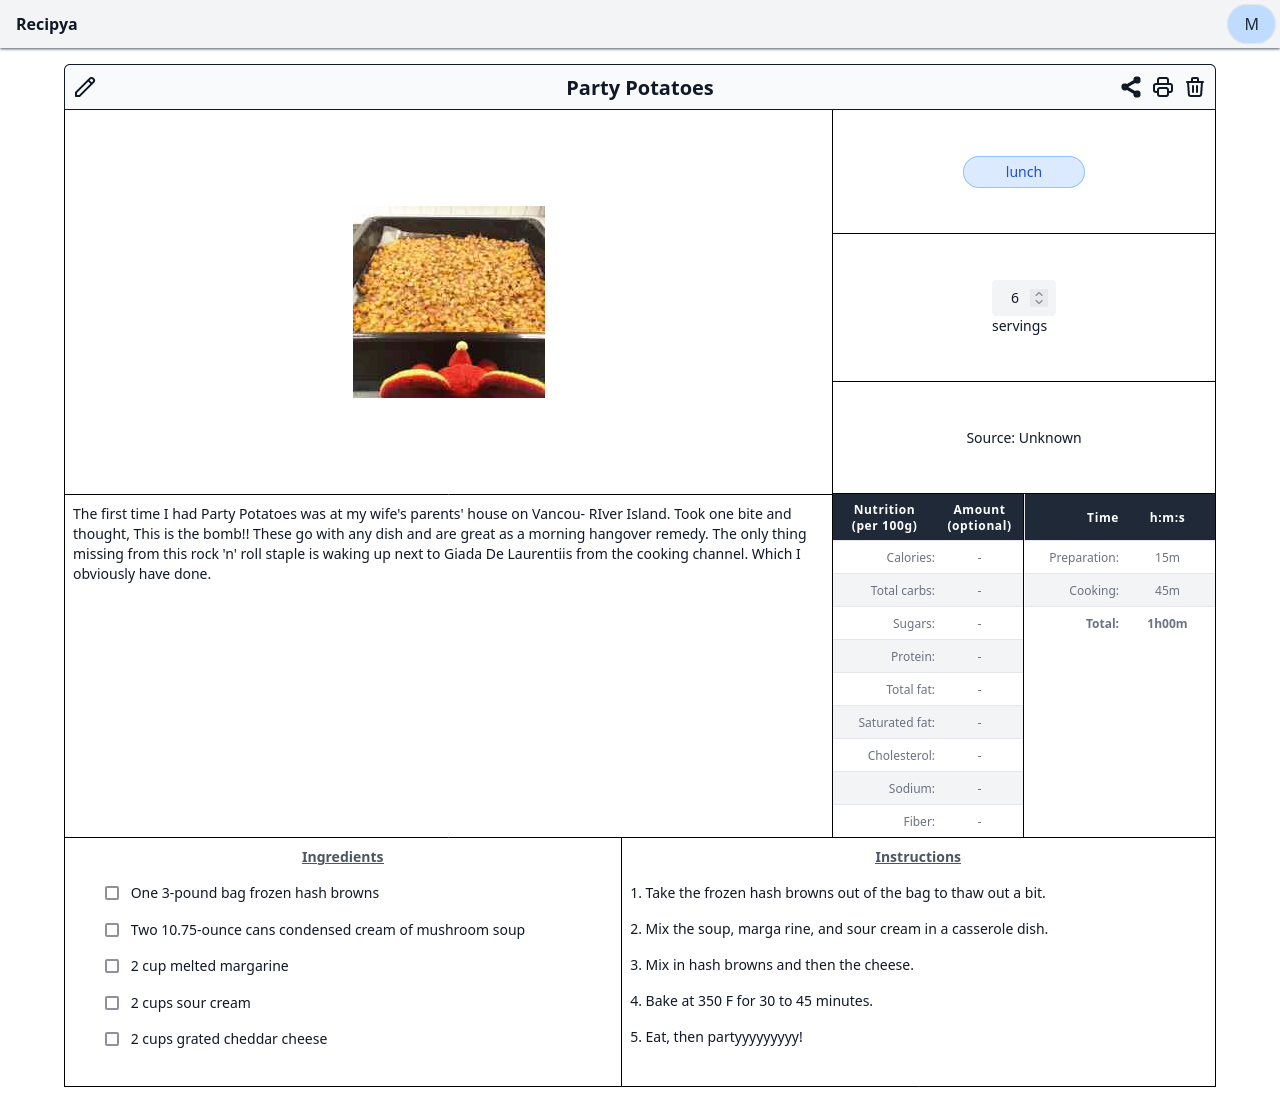 Recipya
M
Party Potatoes
lunch
6
servings
Source: Unknown
The first time I had Party Potatoes was at my wife's parents' house on Vancou- RIver Island. Took one bite and
thought, This is the bomb!! These go with any dish and are great as a morning hangover remedy. The only thing
missing from this rock 'n' roll staple is waking up next to Giada De Laurentiis from the cooking channel. Which I
obviously have done.
Nutrition (per 100g) Amount (optional)
Calories: -
Total carbs: -
Sugars: -
Protein: -
Total fat: -
Saturated fat: -
Cholesterol: -
Sodium: -
Fiber: -
Time h:m:s
Preparation: 15m
Cooking: 45m
Total: 1h00m
Ingredients
One 3-pound bag frozen hash browns
Two 10.75-ounce cans condensed cream of mushroom soup
2 cup melted margarine
2 cups sour cream
2 cups grated cheddar cheese
Instructions
1. Take the frozen hash browns out of the bag to thaw out a bit.
2. Mix the soup, marga rine, and sour cream in a casserole dish.
3. Mix in hash browns and then the cheese.
4. Bake at 350 F for 30 to 45 minutes.
5. Eat, then partyyyyyyyyy!